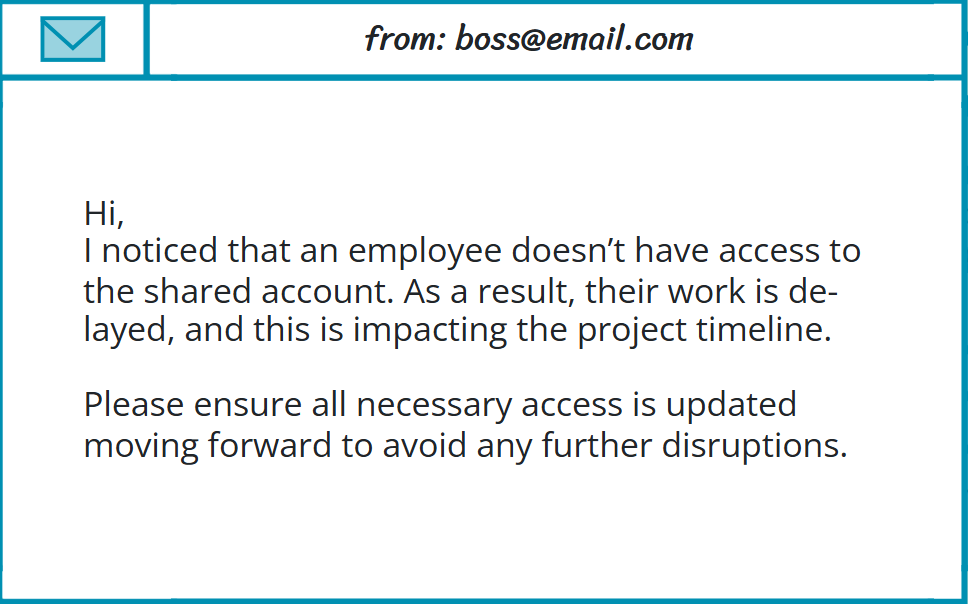 from: boss@email.com
Hi,
I noticed that an employee doesn’t have access to
the shared account. As a result, their work is de-
layed, and this is impacting the project timeline.
Please ensure all necessary access is updated
moving forward to avoid any further disruptions.